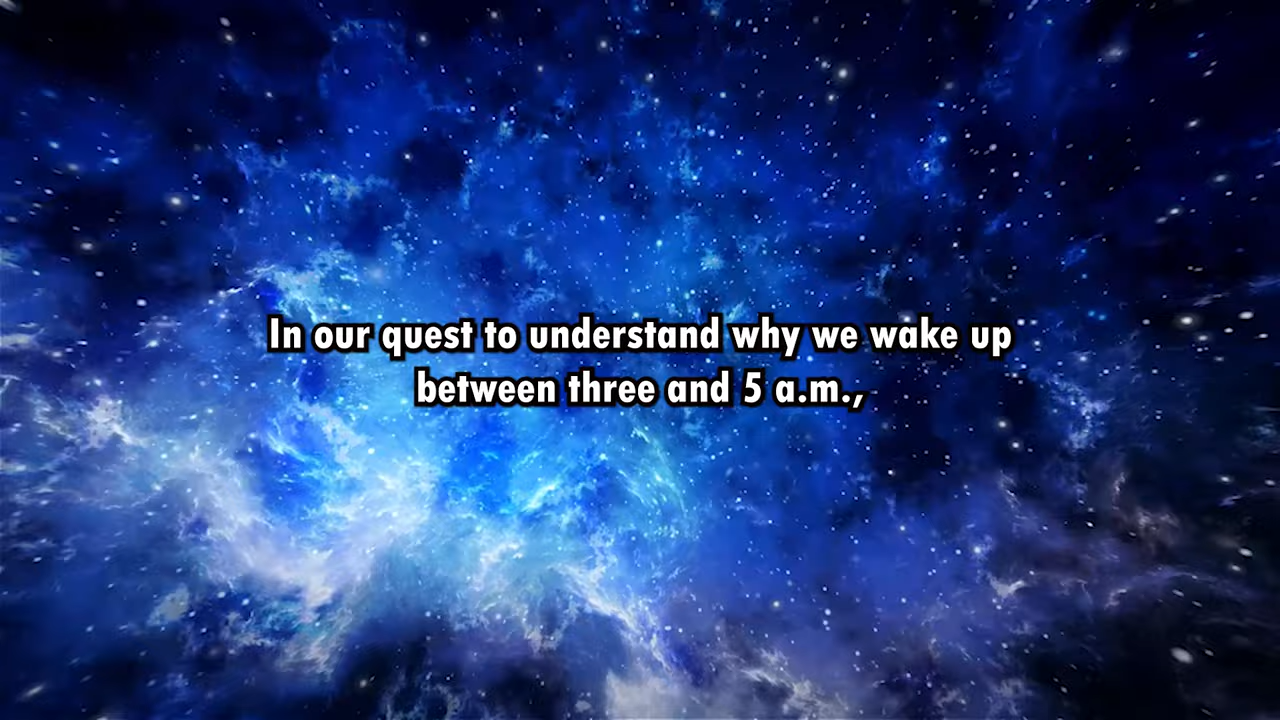 In our quest to understand why we wake up
between three and 5 a.m.,